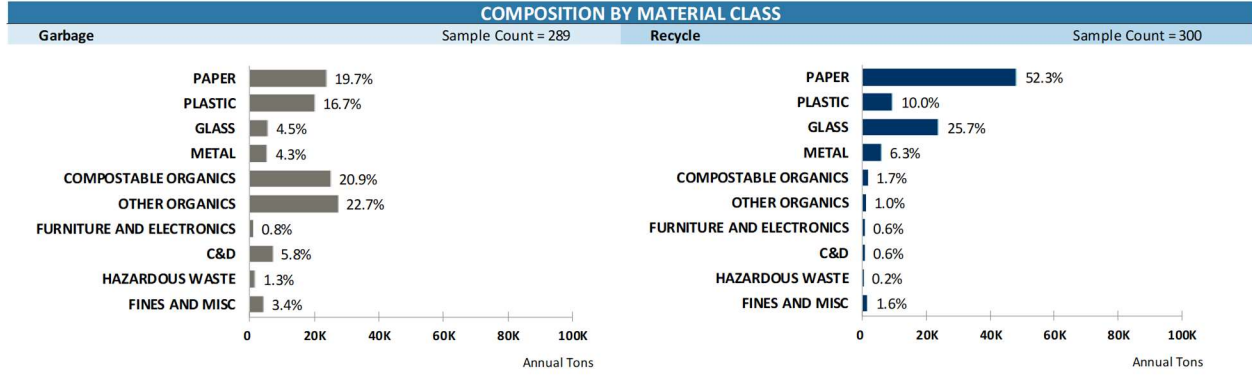 COMPOSITION BY MATERIAL CLASS
Garbage Sample Count = 289
PAPER 19.7%
PLASTIC 16.7%
GLASS 4.5%
METAL 4.3%
COMPOSTABLE ORGANICS 20.9%
OTHER ORGANICS 22.7%
FURNITURE AND ELECTRONICS 0.8%
C&D 5.8%
HAZARDOUS WASTE 1.3%
FINES AND MISC 3.4%
0 20K 40K 60K 80K 100K
Annual Tons
Recycle Sample Count = 300
PAPER 52.3%
PLASTIC 10.0%
GLASS 25.7%
METAL 6.3%
COMPOSTABLE ORGANICS 1.7%
OTHER ORGANICS 1.0%
FURNITURE AND ELECTRONICS 0.6%
C&D 0.6%
HAZARDOUS WASTE 0.2%
FINES AND MISC 1.6%
0 20K 40K 60K 80K 100K
Annual Tons